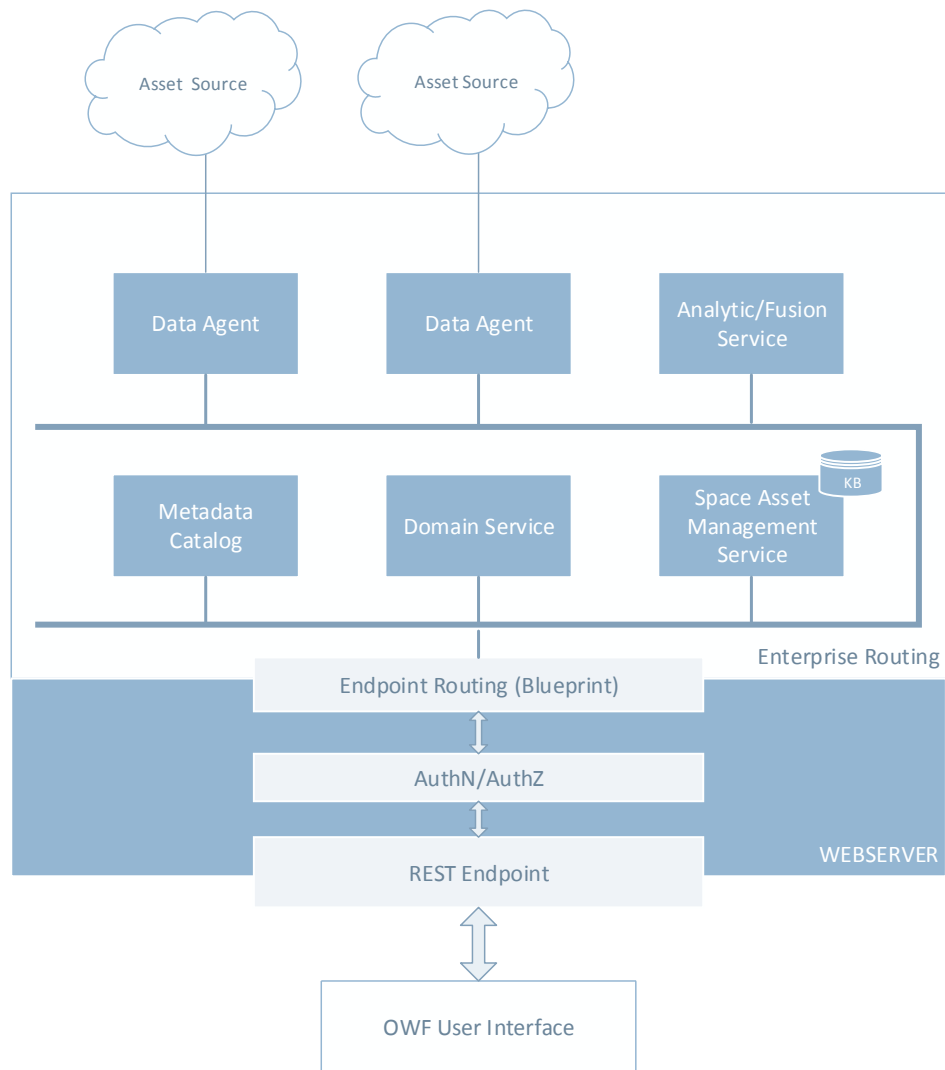 Asset Source
Asset Source
Data Agent
Data Agent
Analytic/Fusion
Service
Metadata
Catalog
Domain Service
KB
Space Asset
Management
Service
Enterprise Routing
Endpoint Routing (Blueprint)
AuthN/AuthZ
WEBSERVER
REST Endpoint
OWF User Interface